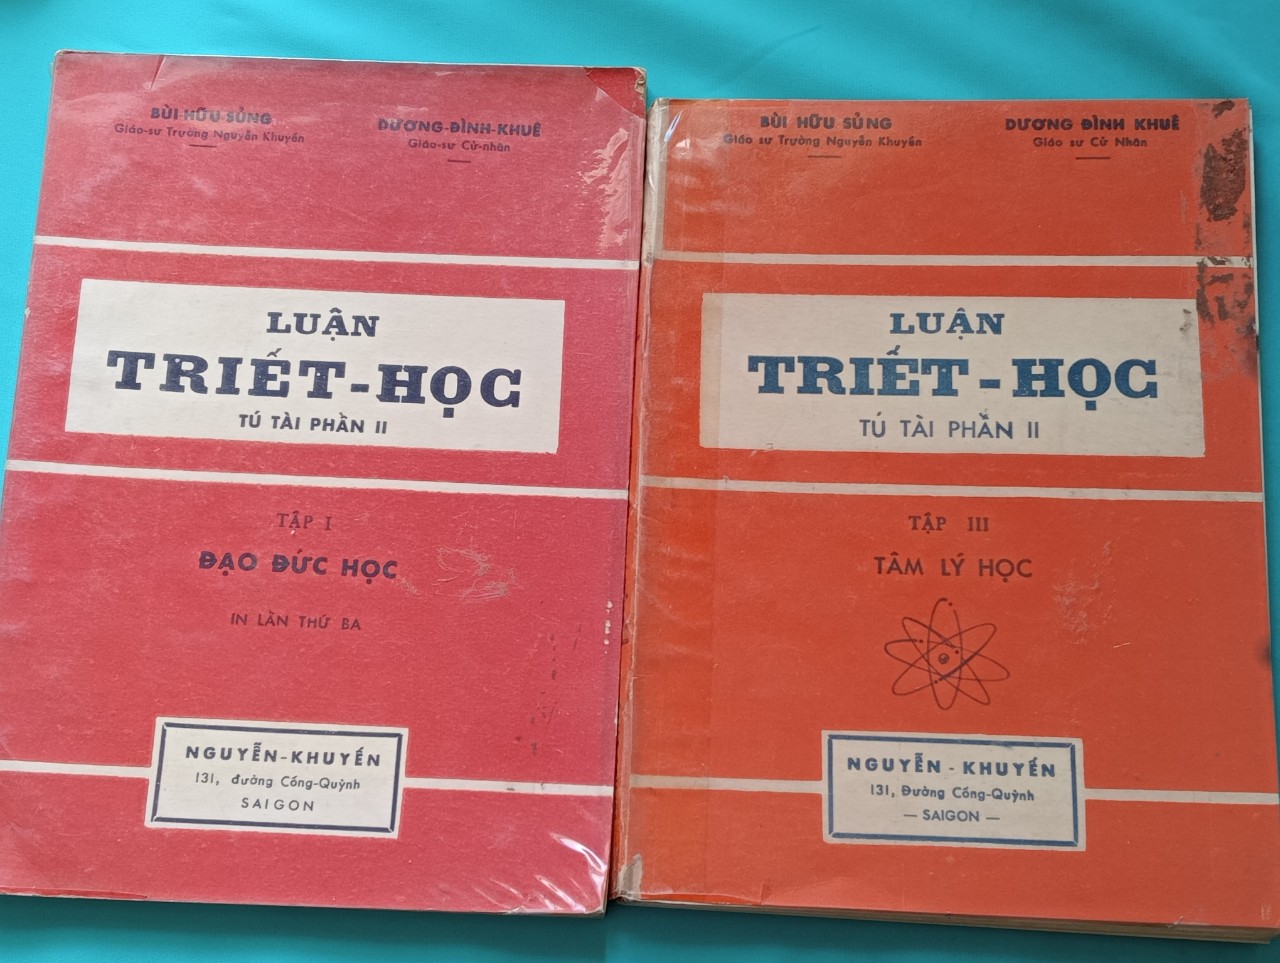 BÙI HỮU SỦNG
Giáo-sư Trường Nguyễn Khuyến
DƯƠNG-ĐÌNH-KHUÊ
Giáo-sư Cử-nhân
LUẬN
TRIẾT-HỌC
TÚ TÀI PHẦN II
TẬP I
ĐẠO ĐỨC HỌC
IN LẦN THỨ BA
NGUYỄN-KHUYẾN
131, đường Cống-Quỳnh
SAIGON
BÙI HỮU SỦNG
Giáo sư Trường Nguyễn Khuyến
DƯƠNG ĐÌNH KHUÊ
Giáo sư Cử Nhân
LUẬN
TRIẾT-HỌC
TÚ TÀI PHẦN II
TẬP III
TÂM LÝ HỌC
NGUYỄN - KHUYẾN
131, Đường Cống-Quỳnh
— SAIGON —